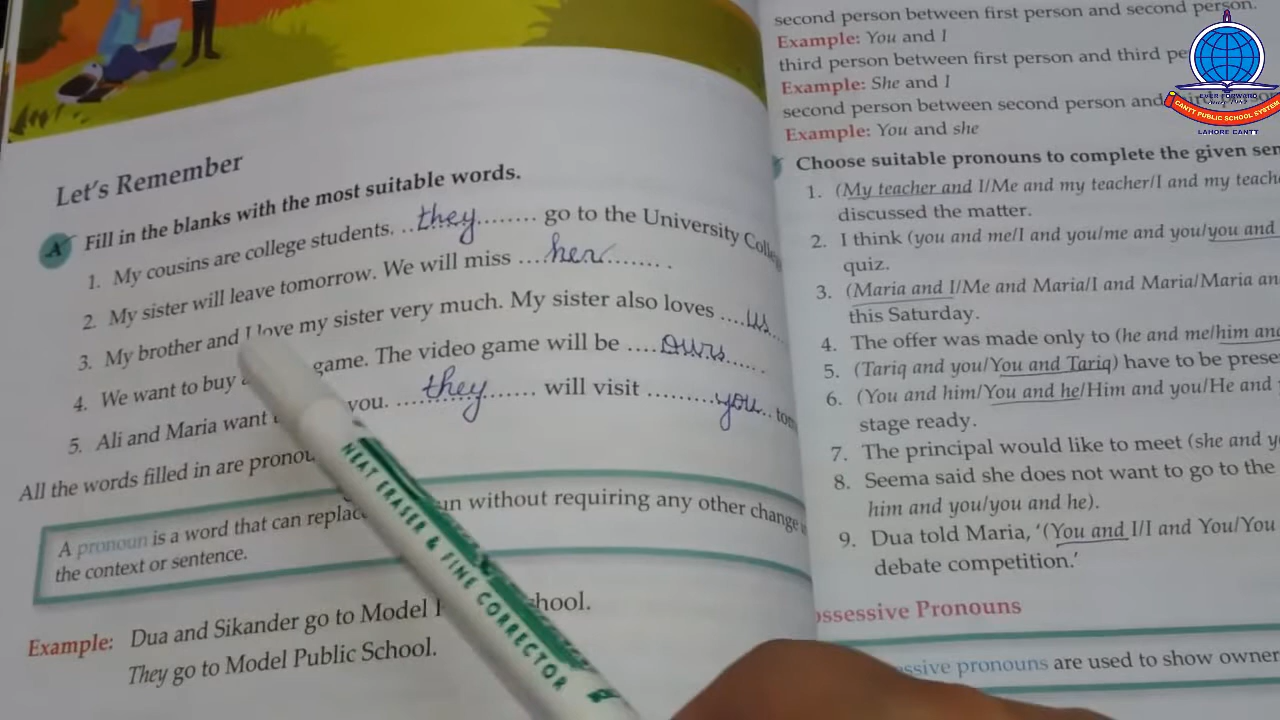 Let's Remember
A Fill in the blanks with the most suitable words.
1. My cousins are college students. ..they........ go to the University Colle
2. My sister will leave tomorrow. We will miss ...her....... .
3. My brother and I love my sister very much. My sister also loves ....us....
4. We want to buy a game. The video game will be ....ours..... .
5. Ali and Maria want you. ...they....... will visit .........you.. tom
All the words filled in are pronou
A pronoun is a word that can replac un without requiring any other change
the context or sentence.
Example: Dua and Sikander go to Model hool.
They go to Model Public School.
second person between first person and second person.
Example: You and I
third person between first person and third pe
Example: She and I
second person between second person and third person
Example: You and she
Choose suitable pronouns to complete the given sen
1. (My teacher and I/Me and my teacher/I and my teach
discussed the matter.
2. I think (you and me/I and you/me and you/you and
quiz.
3. (Maria and I/Me and Maria/I and Maria/Maria an
this Saturday.
4. The offer was made only to (he and me/him and
5. (Tariq and you/You and Tariq) have to be prese
6. (You and him/You and he/Him and you/He and
stage ready.
7. The principal would like to meet (she and y
8. Seema said she does not want to go to the
him and you/you and he).
9. Dua told Maria, '(You and I/I and You/You
debate competition.'
ossessive Pronouns
essive pronouns are used to show owner
NEAT ERASER & FINE CORRECTOR
EVER FORWARD
CANTT PUBLIC SCHOOL SYSTEM
LAHORE CANTT